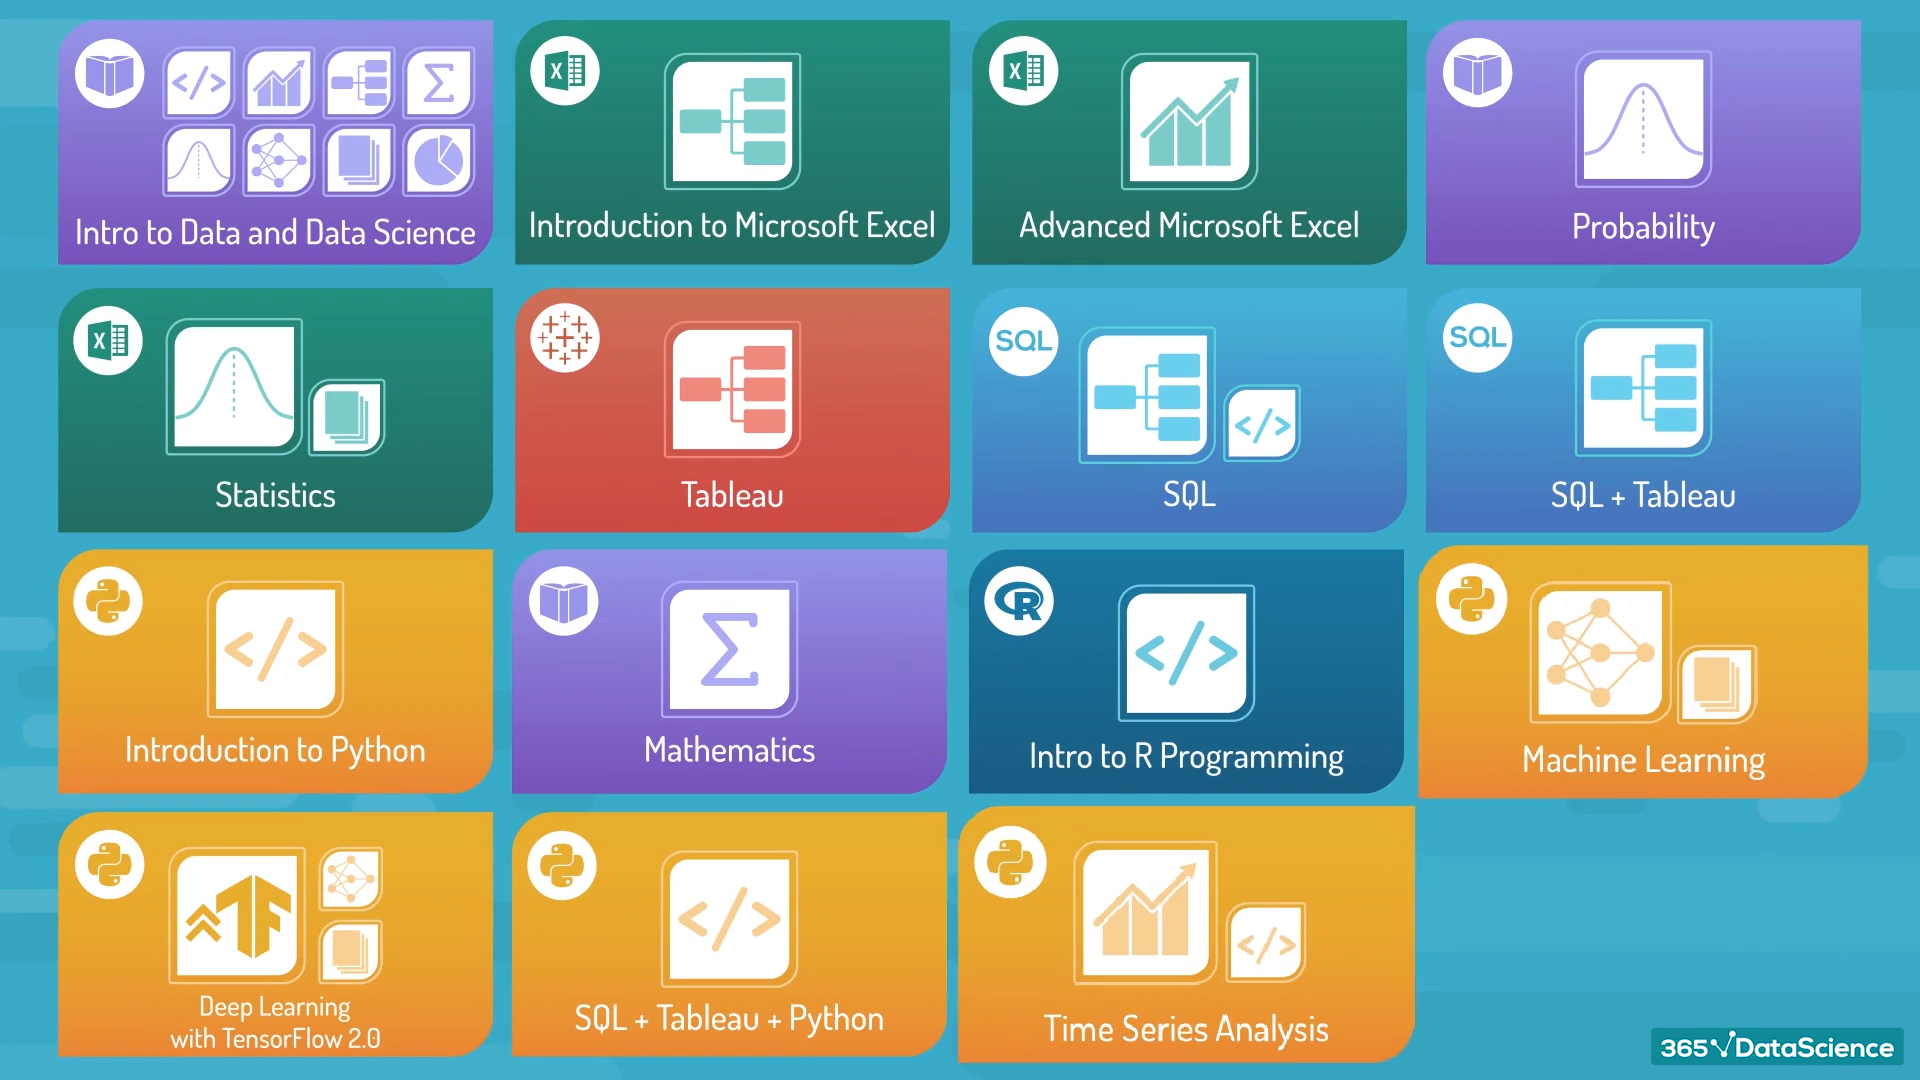 Intro to Data and Data Science
X
Introduction to Microsoft Excel
X
Advanced Microsoft Excel
Probability
X
Statistics
Tableau
SQL
SQL
SQL
SQL + Tableau
Introduction to Python
Mathematics
R
Intro to R Programming
Machine Learning
TF
Deep Learning
with TensorFlow 2.0
SQL + Tableau + Python
Time Series Analysis
365 DataScience